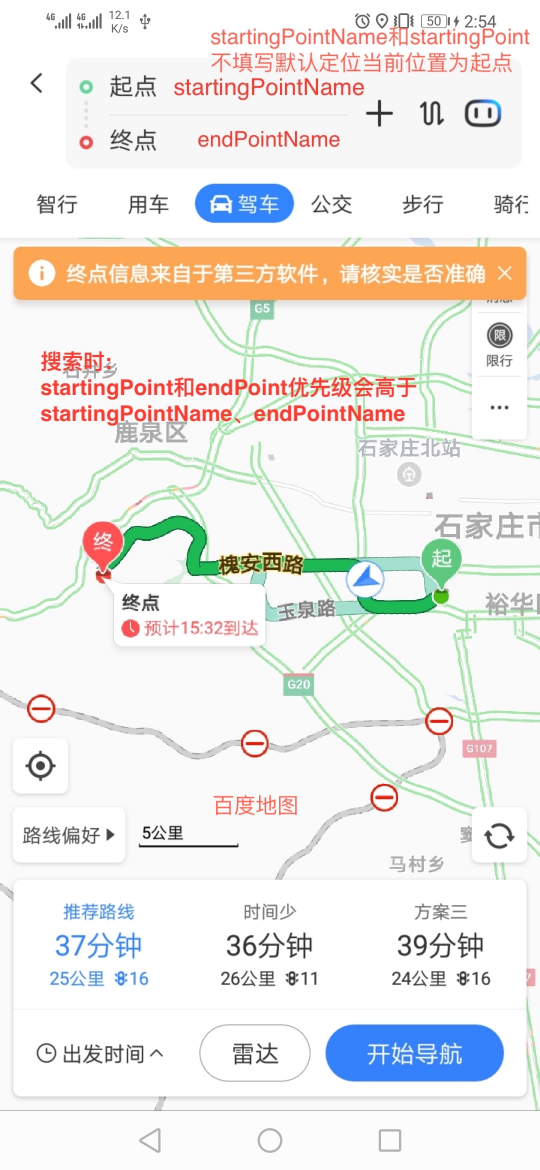 4G 4G 12.1 K/s 50 2:54
startingPointName和startingPoint
不填写默认定位当前位置为起点
起点 startingPointName
终点 endPointName
智行 用车 驾车 公交 步行 骑行
终点信息来自于第三方软件，请核实是否准确
G5
限
限行
搜索时:
startingPoint和endPoint优先级会高于
startingPointName、endPointName
鹿泉区
石家庄北站
石家庄市
终
起
槐安西路
终点
预计15:32到达
玉泉路
裕华区
G20
G107
百度地图
路线偏好
5公里
马村乡
推荐路线 时间少 方案三
37分钟 36分钟 39分钟
25公里 16 26公里 11 24公里 16
出发时间 雷达 开始导航